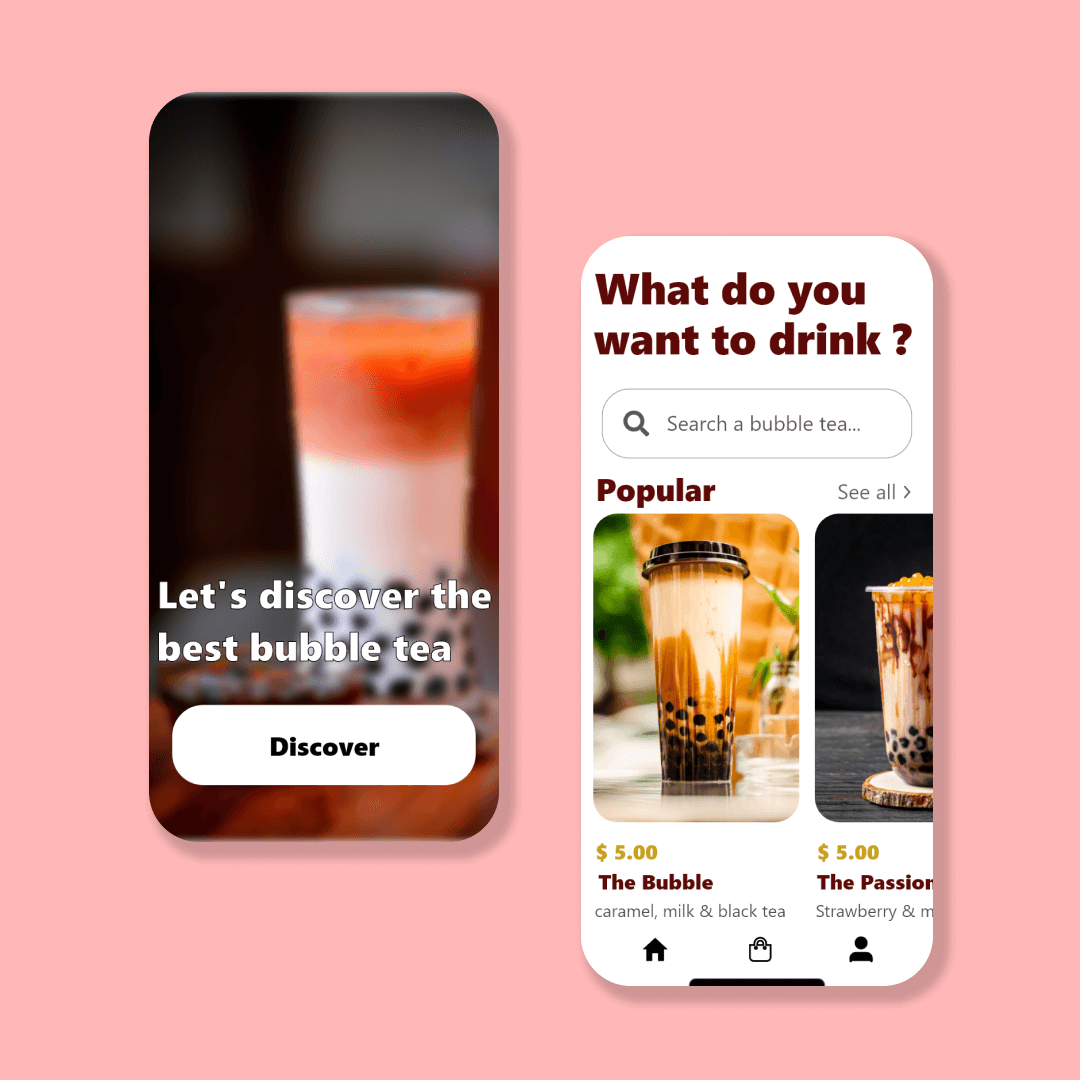 Let's discover the
best bubble tea
Discover
What do you
want to drink ?
Search a bubble tea...
Popular
See all >
$ 5.00
The Bubble
caramel, milk & black tea
$ 5.00
The Passion
Strawberry & m